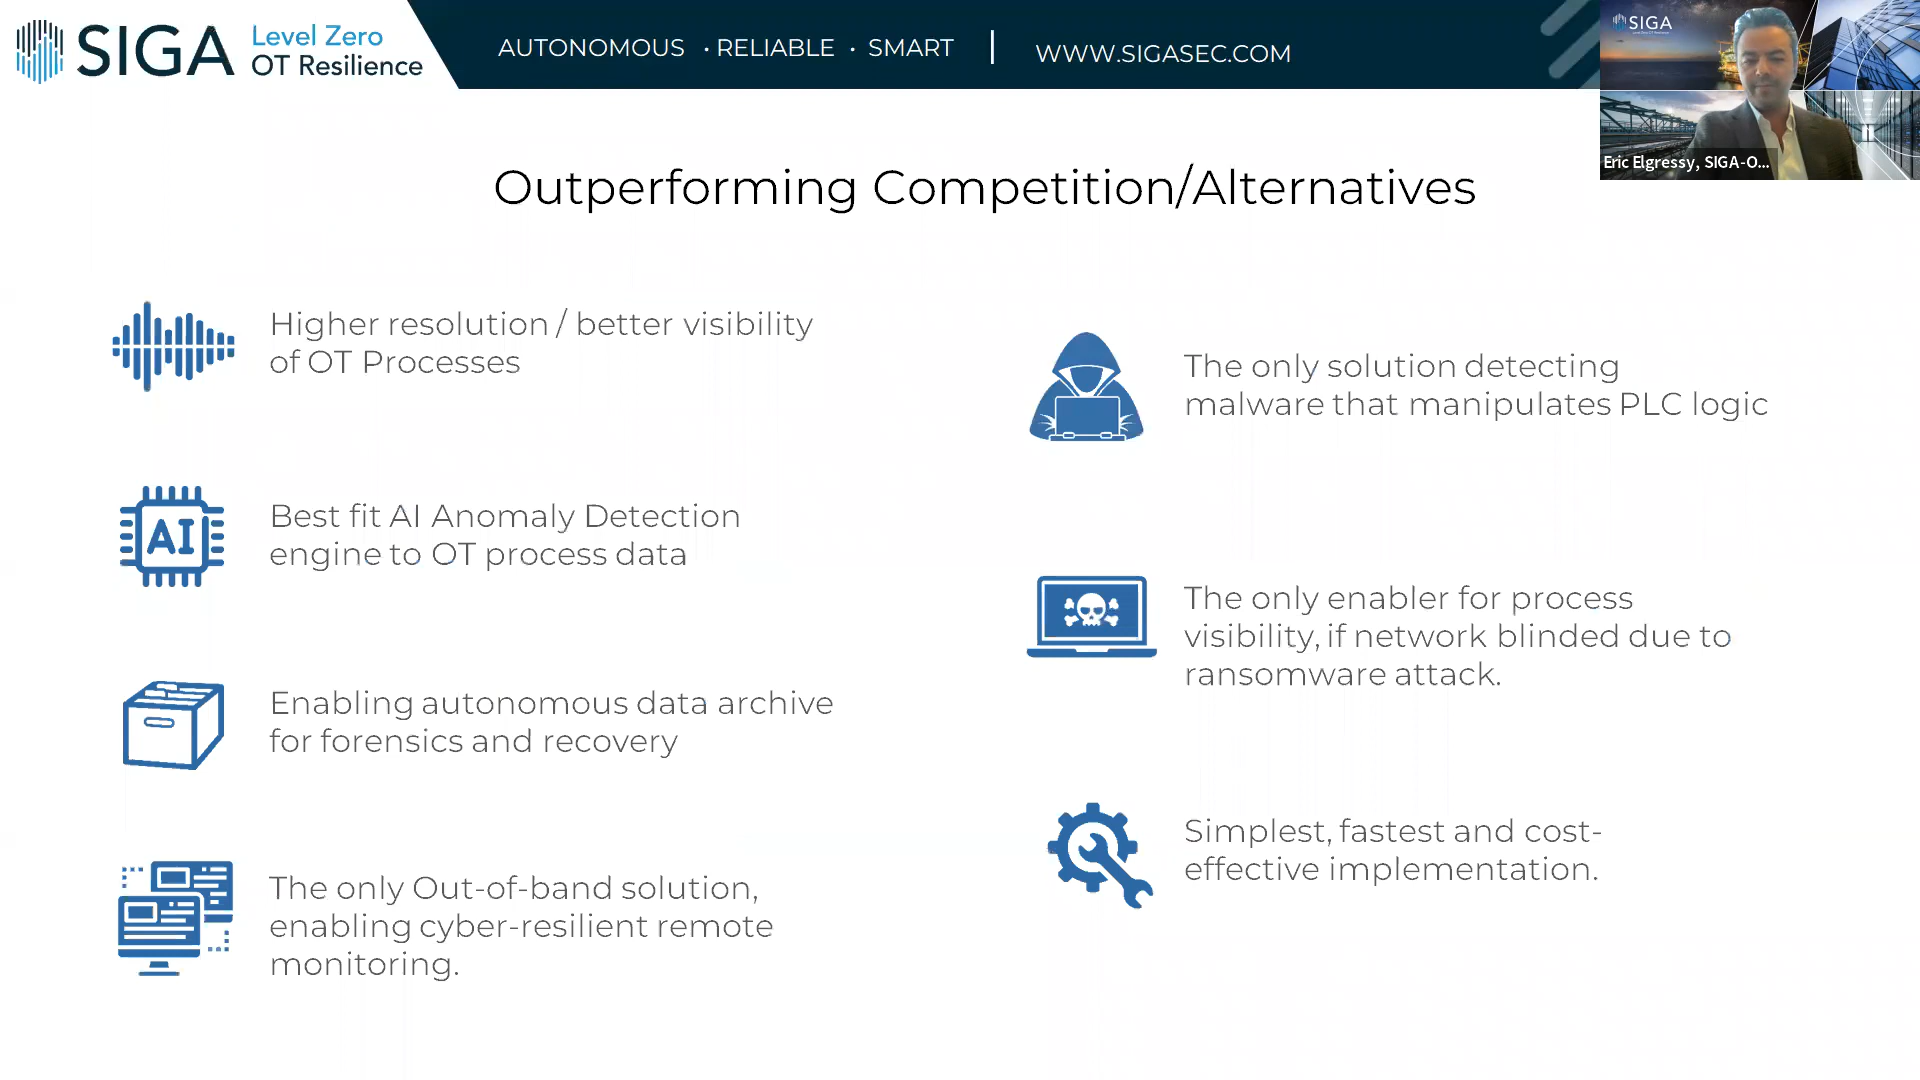 SIGA
Level Zero
OT Resilience
AUTONOMOUS · RELIABLE · SMART
WWW.SIGASEC.COM
SIGA
Eric Elgressy, SIGA-O...
Outperforming Competition/Alternatives
Higher resolution / better visibility
of OT Processes
AI
Best fit AI Anomaly Detection
engine to OT process data
Enabling autonomous data archive
for forensics and recovery
The only Out-of-band solution,
enabling cyber-resilient remote
monitoring.
The only solution detecting
malware that manipulates PLC logic
The only enabler for process
visibility, if network blinded due to
ransomware attack.
Simplest, fastest and cost-
effective implementation.